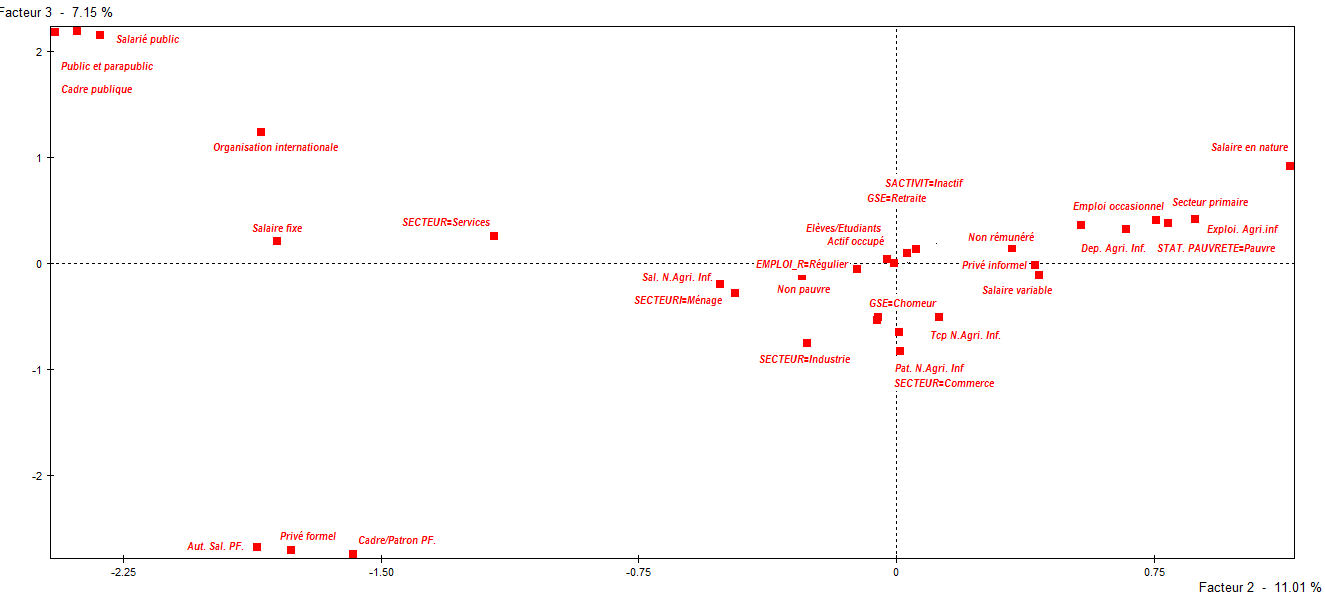 Facteur 3 - 7.15 %
2
Salarié public
Public et parapublic
Cadre publique
1
Organisation internationale
Salaire en nature
SACTIVIT=Inactif
GSE=Retraite
Emploi occasionnel
Secteur primaire
SECTEUR=Services
Salaire fixe
Elèves/Etudiants
Actif occupé
Non rémunéré
Exploi. Agri.inf
Dep. Agri. Inf.
STAT. PAUVRETE=Pauvre
0
EMPLOI_R=Régulier
Privé informel
Sal. N.Agri. Inf.
Non pauvre
Salaire variable
SECTEURI=Ménage
GSE=Chomeur
Tcp N.Agri. Inf.
SECTEUR=Industrie
-1
Pat. N.Agri. Inf
SECTEUR=Commerce
-2
Privé formel
Cadre/Patron PF.
Aut. Sal. PF.
-2.25
-1.50
-0.75
0
0.75
Facteur 2 - 11.01 %